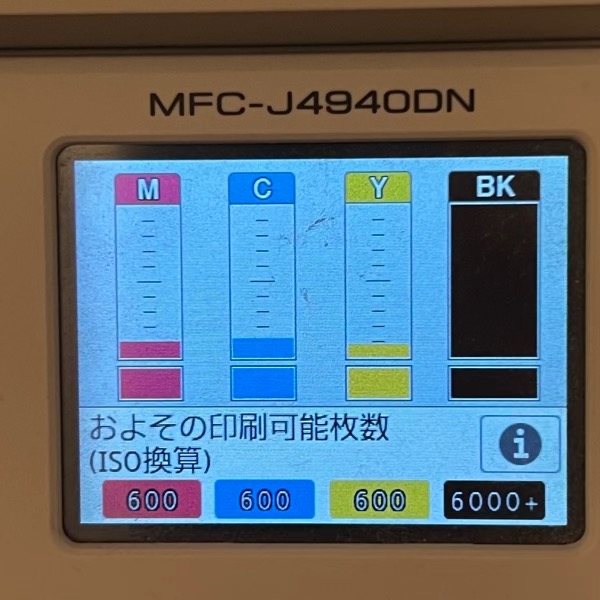 MFC-J4940DN
M C Y BK
およその印刷可能枚数
(ISO換算)
i
600 600 600 6000+